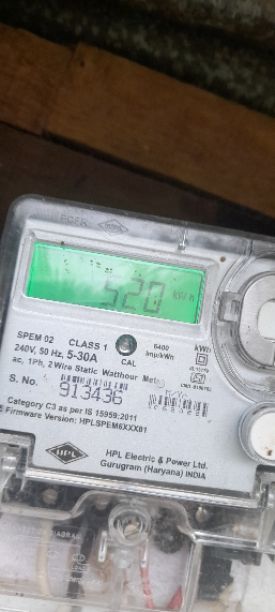 520 kWh
SPEM 02 CLASS 1 6400 kWh
240V, 50 Hz, 5-30A CAL imp/kWh
ac, 1Ph, 2 Wire Static Watthour Meter
S. No. 913436
Category C3 as per IS 15959:2011
Firmware Version: HPLSPEM6XXX01
HPL
HPL Electric & Power Ltd.
Gurugram (Haryana) INDIA